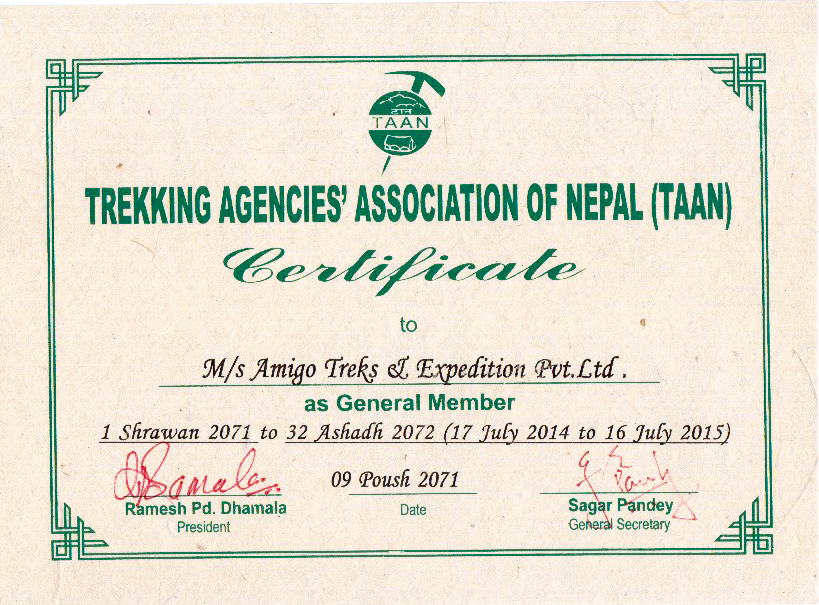 TAAN
TREKKING AGENCIES' ASSOCIATION OF NEPAL (TAAN)
Certificate
to
M/s Amigo Treks & Expedition Pvt.Ltd .
as General Member
1 Shrawan 2071 to 32 Ashadh 2072 (17 July 2014 to 16 July 2015)
09 Poush 2071
Ramesh Pd. Dhamala
President
Date
Sagar Pandey
General Secretary